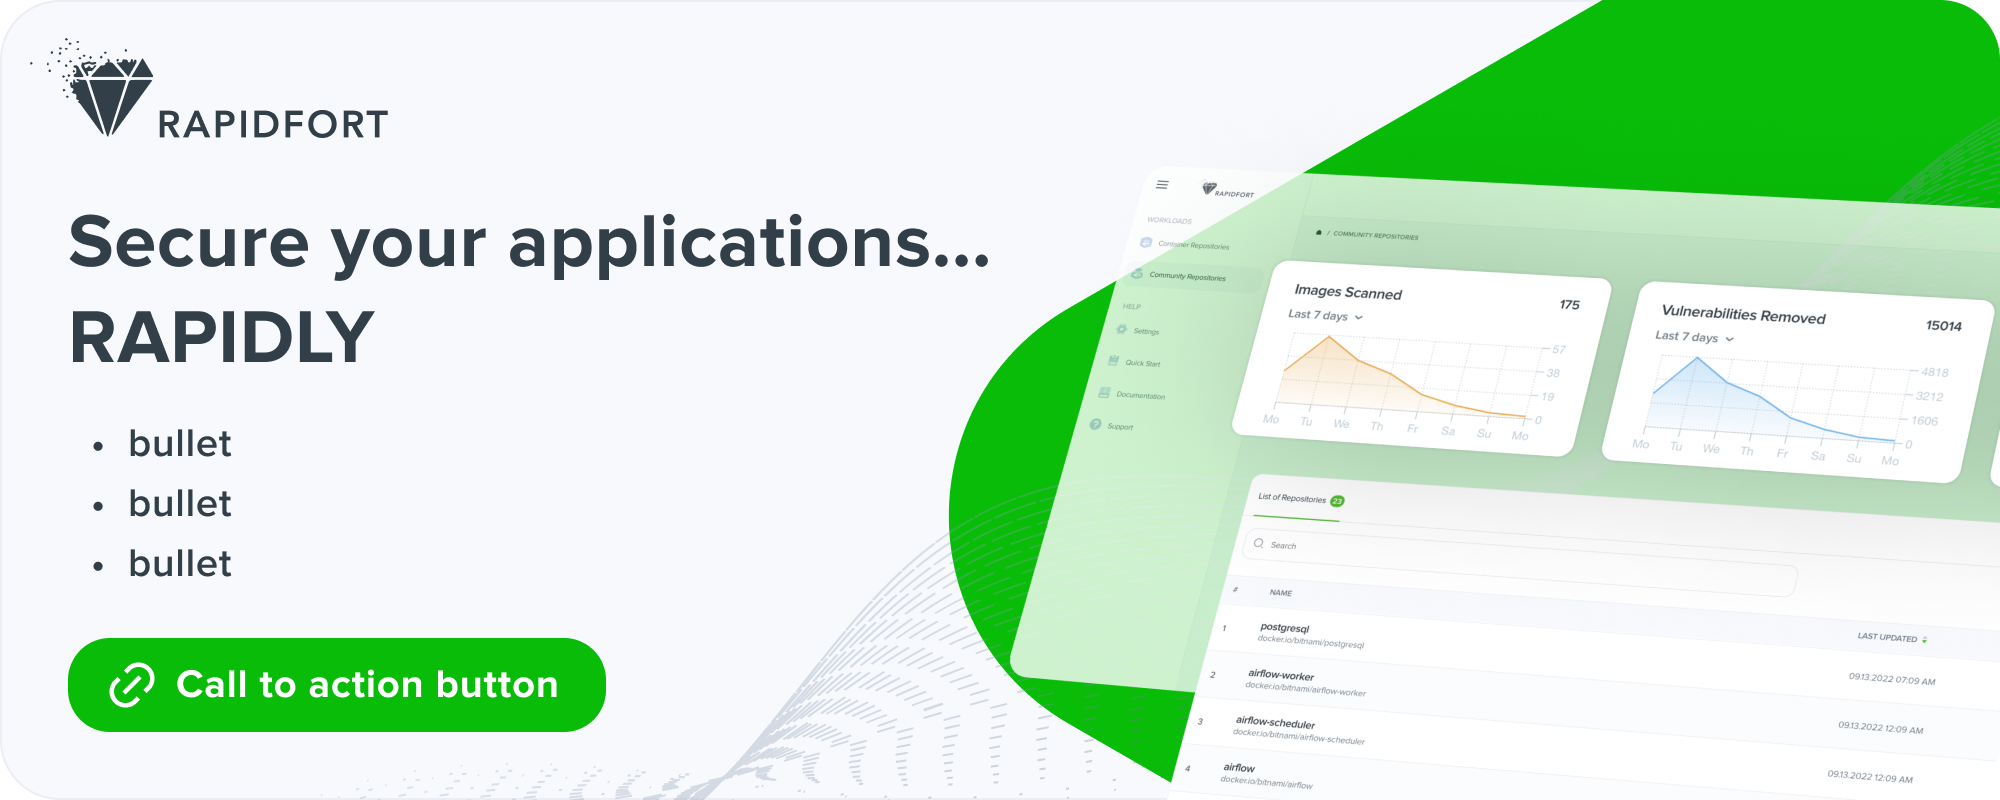 RAPIDFORT
Secure your applications...
RAPIDLY
• bullet
• bullet
• bullet
Call to action button
RAPIDFORT
WORKLOADS
Container Repositories
Community Repositories
HELP
Settings
Quick Start
Documentation
? Support
/ COMMUNITY REPOSITORIES
Images Scanned 175
Last 7 days
57
38
19
0
Mo Tu We Th Fr Sa Su Mo
Vulnerabilities Removed 15014
Last 7 days
4818
3212
1606
0
Mo Tu We Th Fr Sa Su Mo
List of Repositories 23
Search
# NAME LAST UPDATED
1 postgresql 09.13.2022 07:09 AM
docker.io/bitnami/postgresql
2 airflow-worker 09.13.2022 12:09 AM
docker.io/bitnami/airflow-worker
3 airflow-scheduler 09.13.2022 12:09 AM
docker.io/bitnami/airflow-scheduler
4 airflow
docker.io/bitnami/airflow